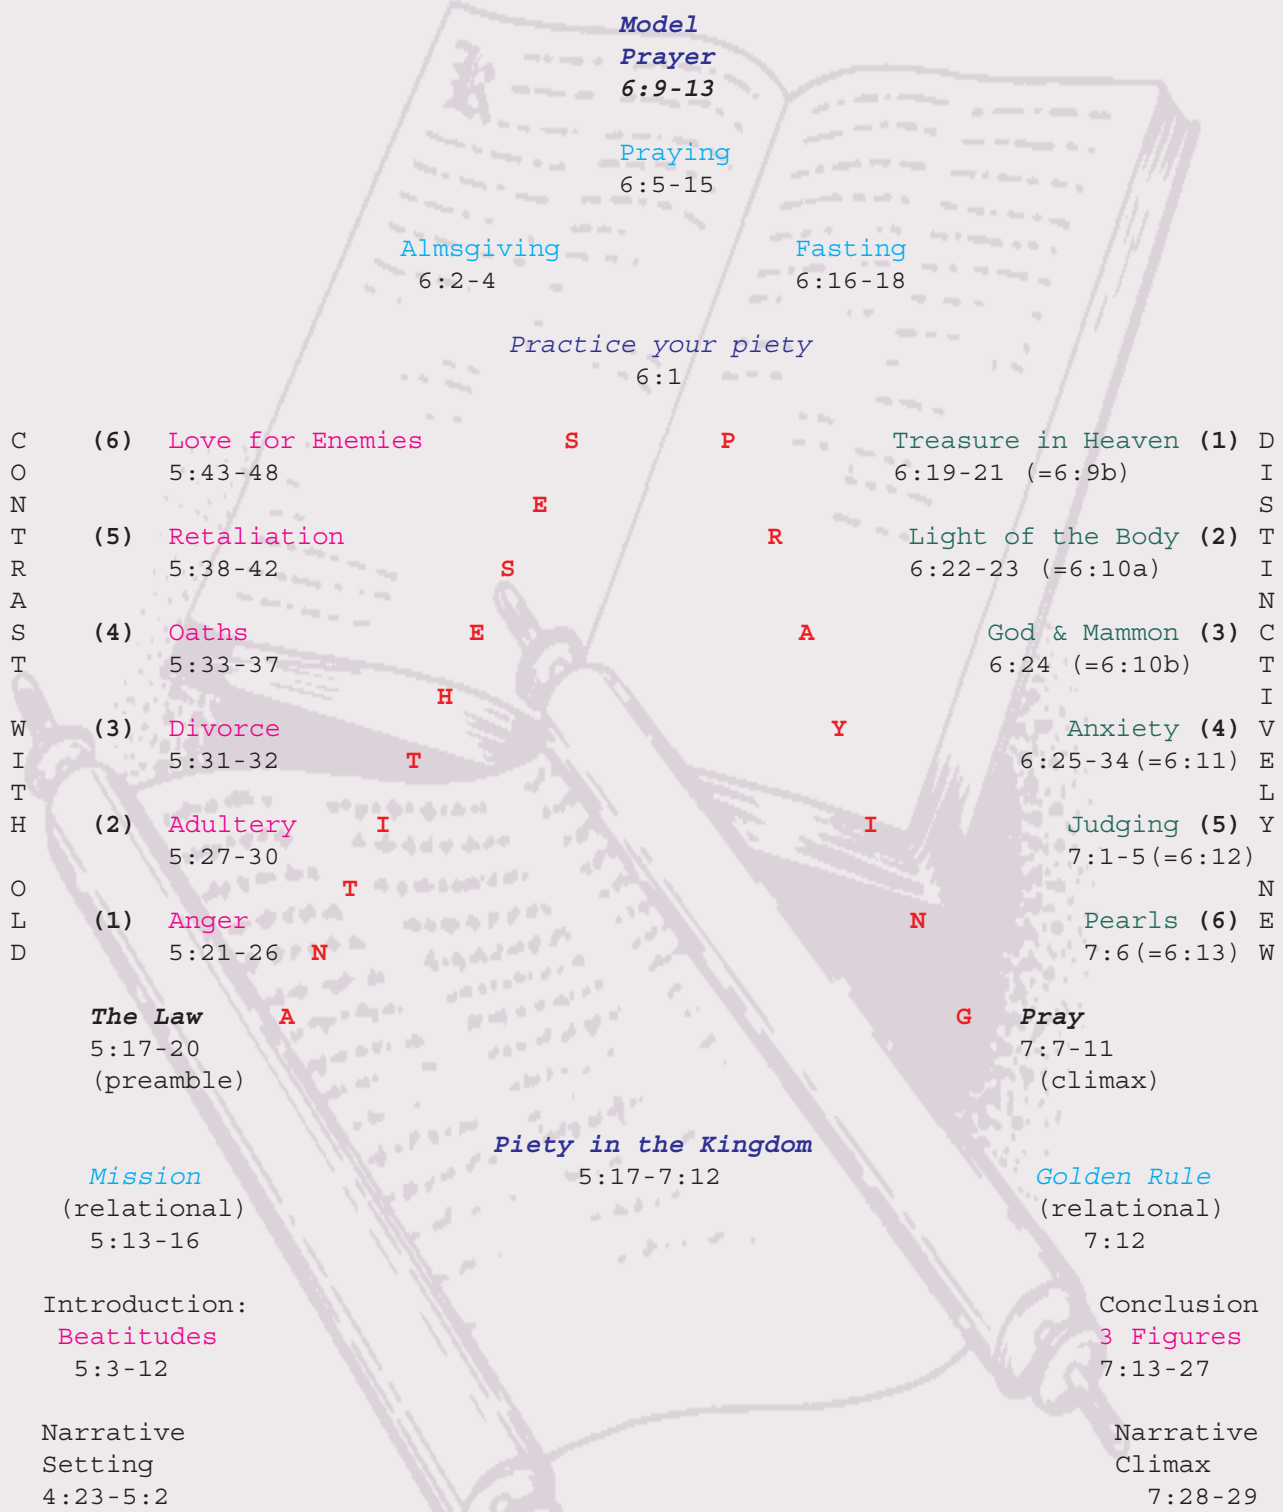 Model
Prayer
6:9-13
Praying
6:5-15
Almsgiving
6:2-4
Fasting
6:16-18
Practice your piety
6:1
CONTRAST WITH OLD
(6) Love for Enemies
5:43-48
(5) Retaliation
5:38-42
(4) Oaths
5:33-37
(3) Divorce
5:31-32
(2) Adultery
5:27-30
(1) Anger
5:21-26
ANTITHESES
PRAYING
Treasure in Heaven (1)
6:19-21 (=6:9b)
Light of the Body (2)
6:22-23 (=6:10a)
God & Mammon (3)
6:24 (=6:10b)
Anxiety (4)
6:25-34(=6:11)
Judging (5)
7:1-5(=6:12)
Pearls (6)
7:6(=6:13)
DISTINCTIVELY NEW
The Law
5:17-20
(preamble)
Pray
7:7-11
(climax)
Piety in the Kingdom
5:17-7:12
Mission
(relational)
5:13-16
Golden Rule
(relational)
7:12
Introduction:
Beatitudes
5:3-12
Conclusion
3 Figures
7:13-27
Narrative
Setting
4:23-5:2
Narrative
Climax
7:28-29